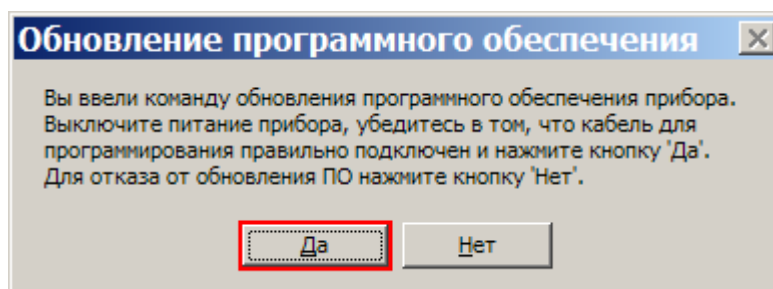 Обновление программного обеспечения
Вы ввели команду обновления программного обеспечения прибора.
Выключите питание прибора, убедитесь в том, что кабель для
программирования правильно подключен и нажмите кнопку 'Да'.
Для отказа от обновления ПО нажмите кнопку 'Нет'.
Да
Нет